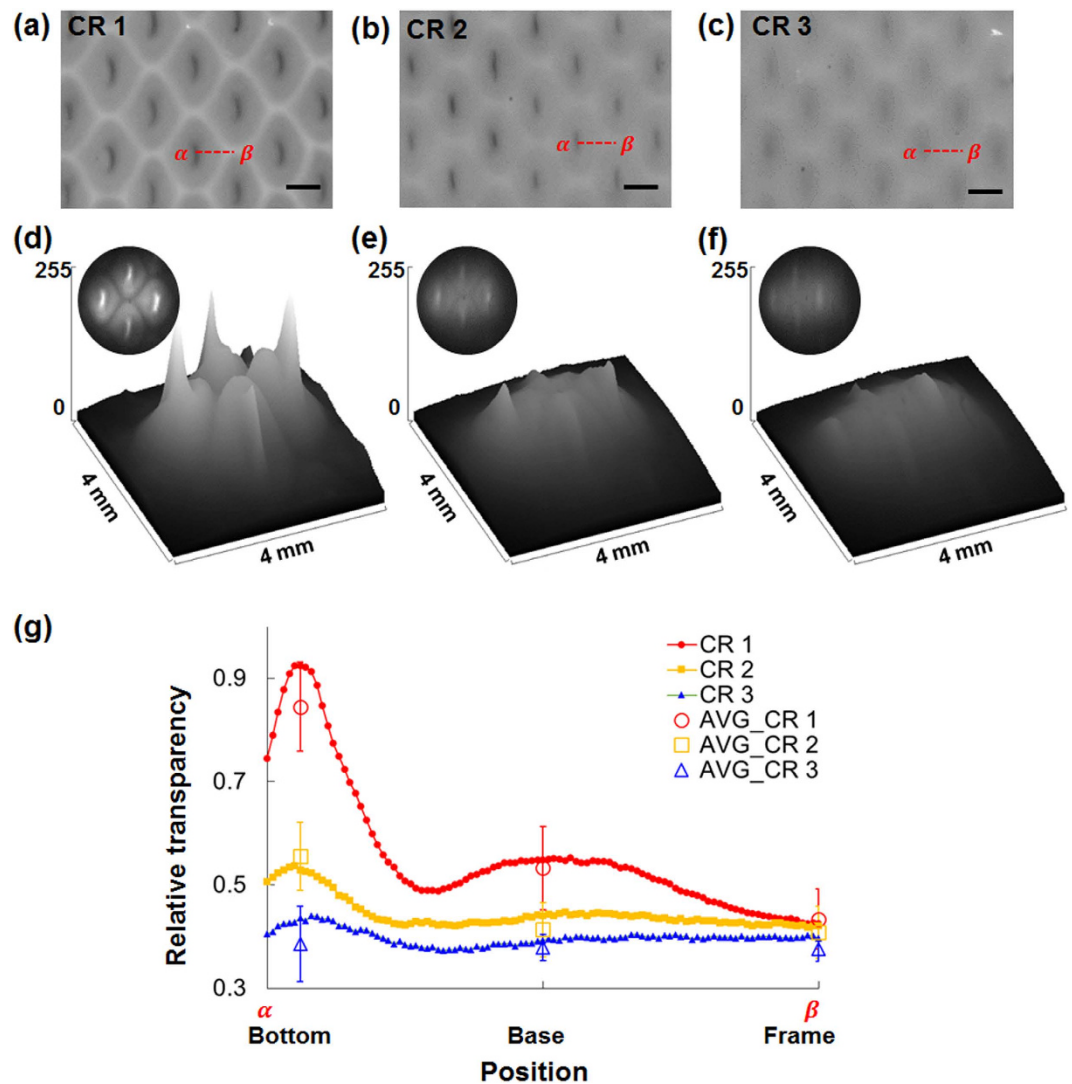 (a) CR 1
α β
(b) CR 2
α β
(c) CR 3
α β
(d)
255
0
4 mm
4 mm
(e)
255
0
4 mm
4 mm
(f)
255
0
4 mm
4 mm
(g)
Relative transparency
0.9
0.7
0.5
0.3
CR 1
CR 2
CR 3
AVG_CR 1
AVG_CR 2
AVG_CR 3
α β
Bottom Base Frame
Position